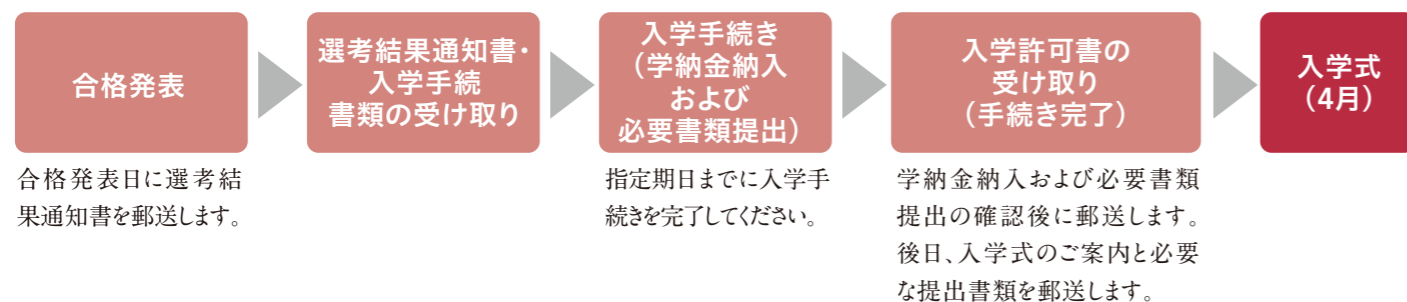 合格発表
合格発表日に選考結
果通知書を郵送します。
選考結果通知書・
入学手続
書類の受け取り
入学手続き
（学納金納入
および
必要書類提出）
指定期日までに入学手
続きを完了してください。
入学許可書の
受け取り
（手続き完了）
学納金納入および必要書類
提出の確認後に郵送します。
後日、入学式のご案内と必要
な提出書類を郵送します。
入学式
（4月）